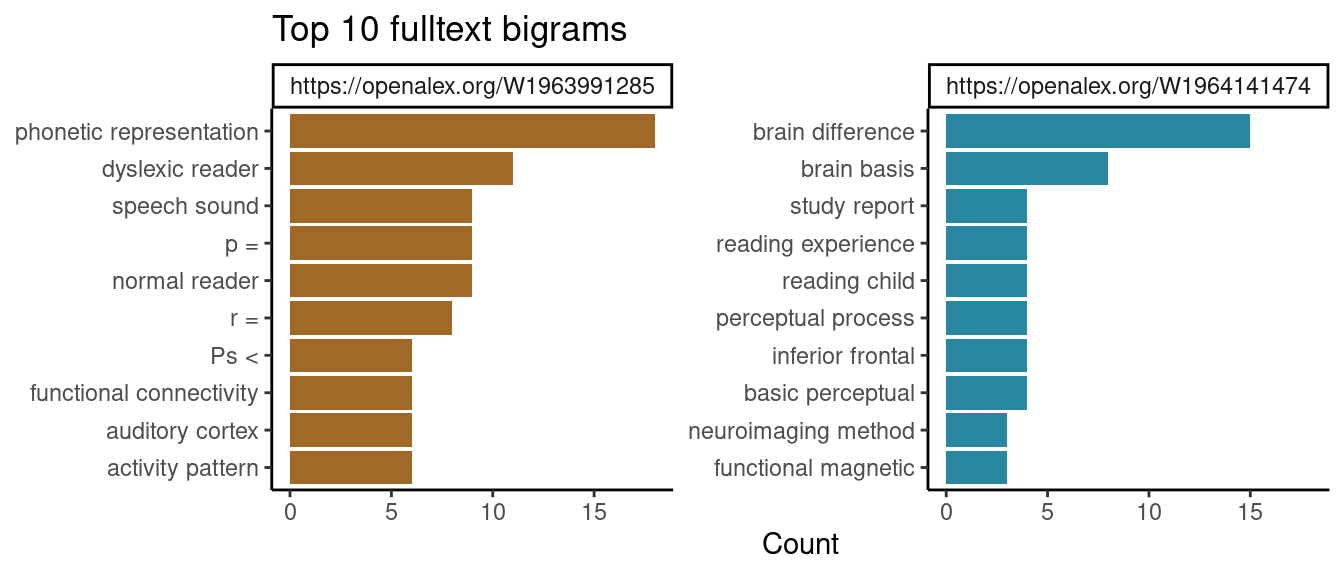 Top 10 fulltext bigrams
https://openalex.org/W1963991285
phonetic representation
dyslexic reader
speech sound
p =
normal reader
r =
Ps <
functional connectivity
auditory cortex
activity pattern
0 5 10 15
https://openalex.org/W1964141474
brain difference
brain basis
study report
reading experience
reading child
perceptual process
inferior frontal
basic perceptual
neuroimaging method
functional magnetic
0 5 10 15
Count